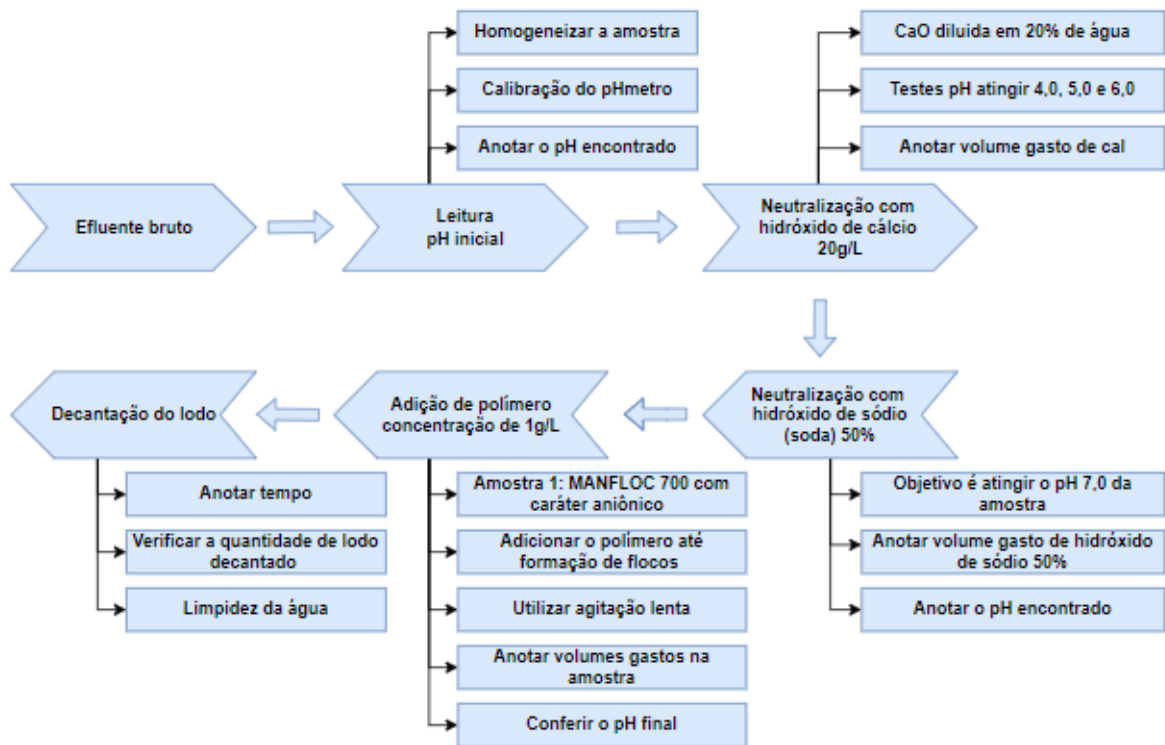 Homogeneizar a amostra
Calibração do pHmetro
Anotar o pH encontrado
CaO diluida em 20% de água
Testes pH atingir 4,0, 5,0 e 6,0
Anotar volume gasto de cal
Efluente bruto
Leitura
pH inicial
Neutralização com
hidróxido de cálcio
20g/L
Neutralização com
hidróxido de sódio
(soda) 50%
Objetivo é atingir o pH 7,0 da
amostra
Anotar volume gasto de hidróxido
de sódio 50%
Anotar o pH encontrado
Adição de polímero
concentração de 1g/L
Amostra 1: MANFLOC 700 com
caráter aniônico
Adicionar o polímero até
formação de flocos
Utilizar agitação lenta
Anotar volumes gastos na
amostra
Conferir o pH final
Decantação do lodo
Anotar tempo
Verificar a quantidade de lodo
decantado
Limpidez da água